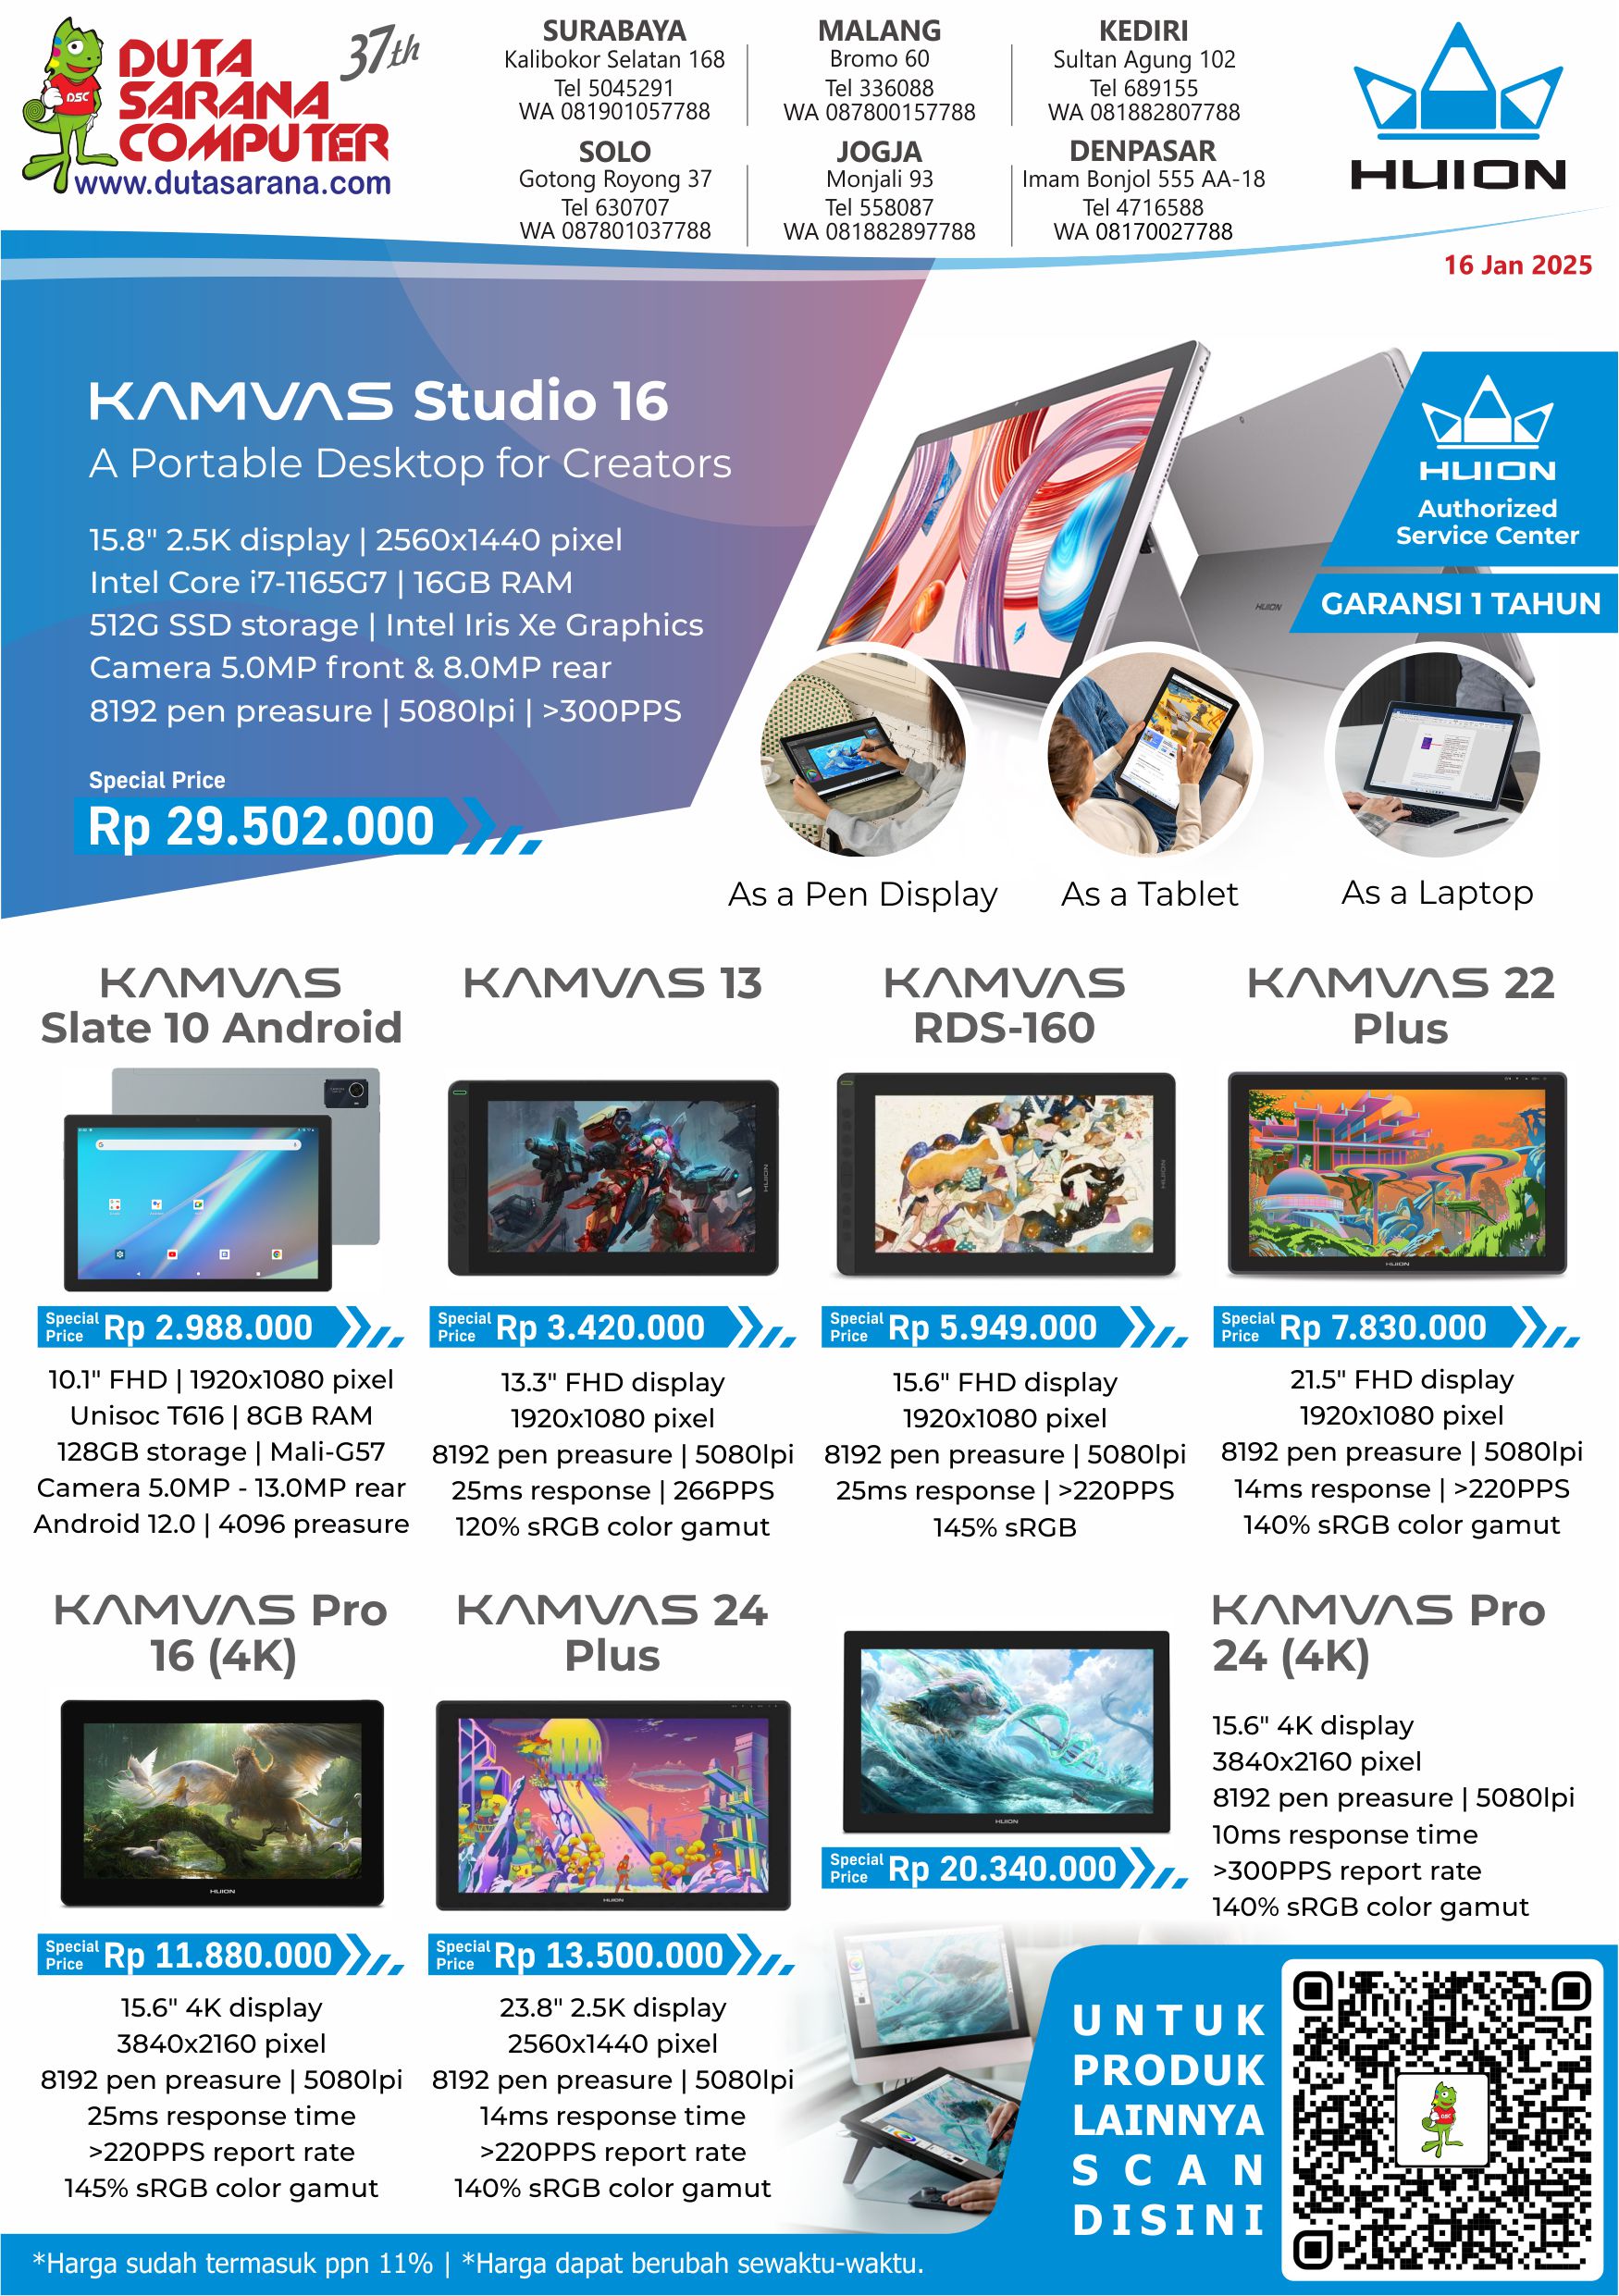 DUTA
SARANA
COMPUTER
37th
DSC
www.dutasarana.com
SURABAYA
Kalibokor Selatan 168
Tel 5045291
WA 081901057788
MALANG
Bromo 60
Tel 336088
WA 087800157788
KEDIRI
Sultan Agung 102
Tel 689155
WA 081882807788
SOLO
Gotong Royong 37
Tel 630707
WA 087801037788
JOGJA
Monjali 93
Tel 558087
WA 081882897788
DENPASAR
Imam Bonjol 555 AA-18
Tel 4716588
WA 08170027788
HUION
16 Jan 2025
KAMVAS Studio 16
A Portable Desktop for Creators
15.8" 2.5K display | 2560x1440 pixel
Intel Core i7-1165G7 | 16GB RAM
512G SSD storage | Intel Iris Xe Graphics
Camera 5.0MP front & 8.0MP rear
8192 pen preasure | 5080lpi | >300PPS
Special Price
Rp 29.502.000
HUION
HUION
Authorized
Service Center
GARANSI 1 TAHUN
As a Pen Display
As a Tablet
As a Laptop
KAMVAS
Slate 10 Android
Special
Price
Rp 2.988.000
10.1" FHD | 1920x1080 pixel
Unisoc T616 | 8GB RAM
128GB storage | Mali-G57
Camera 5.0MP - 13.0MP rear
Android 12.0 | 4096 preasure
KAMVAS 13
HUION
Special
Price
Rp 3.420.000
13.3" FHD display
1920x1080 pixel
8192 pen preasure | 5080lpi
25ms response | 266PPS
120% sRGB color gamut
KAMVAS
RDS-160
HUION
Special
Price
Rp 5.949.000
15.6" FHD display
1920x1080 pixel
8192 pen preasure | 5080lpi
25ms response | >220PPS
145% sRGB
KAMVAS 22
Plus
HUION
Special
Price
Rp 7.830.000
21.5" FHD display
1920x1080 pixel
8192 pen preasure | 5080lpi
14ms response | >220PPS
140% sRGB color gamut
KAMVAS Pro
16 (4K)
HUION
Special
Price
Rp 11.880.000
15.6" 4K display
3840x2160 pixel
8192 pen preasure | 5080lpi
25ms response time
>220PPS report rate
145% sRGB color gamut
KAMVAS 24
Plus
HUION
Special
Price
Rp 13.500.000
23.8" 2.5K display
2560x1440 pixel
8192 pen preasure | 5080lpi
14ms response time
>220PPS report rate
140% sRGB color gamut
HUION
Special
Price
Rp 20.340.000
KAMVAS Pro
24 (4K)
15.6" 4K display
3840x2160 pixel
8192 pen preasure | 5080lpi
10ms response time
>300PPS report rate
140% sRGB color gamut
UNTUK
PRODUK
LAINNYA
SCAN
DISINI
DSC
*Harga sudah termasuk ppn 11% | *Harga dapat berubah sewaktu-waktu.